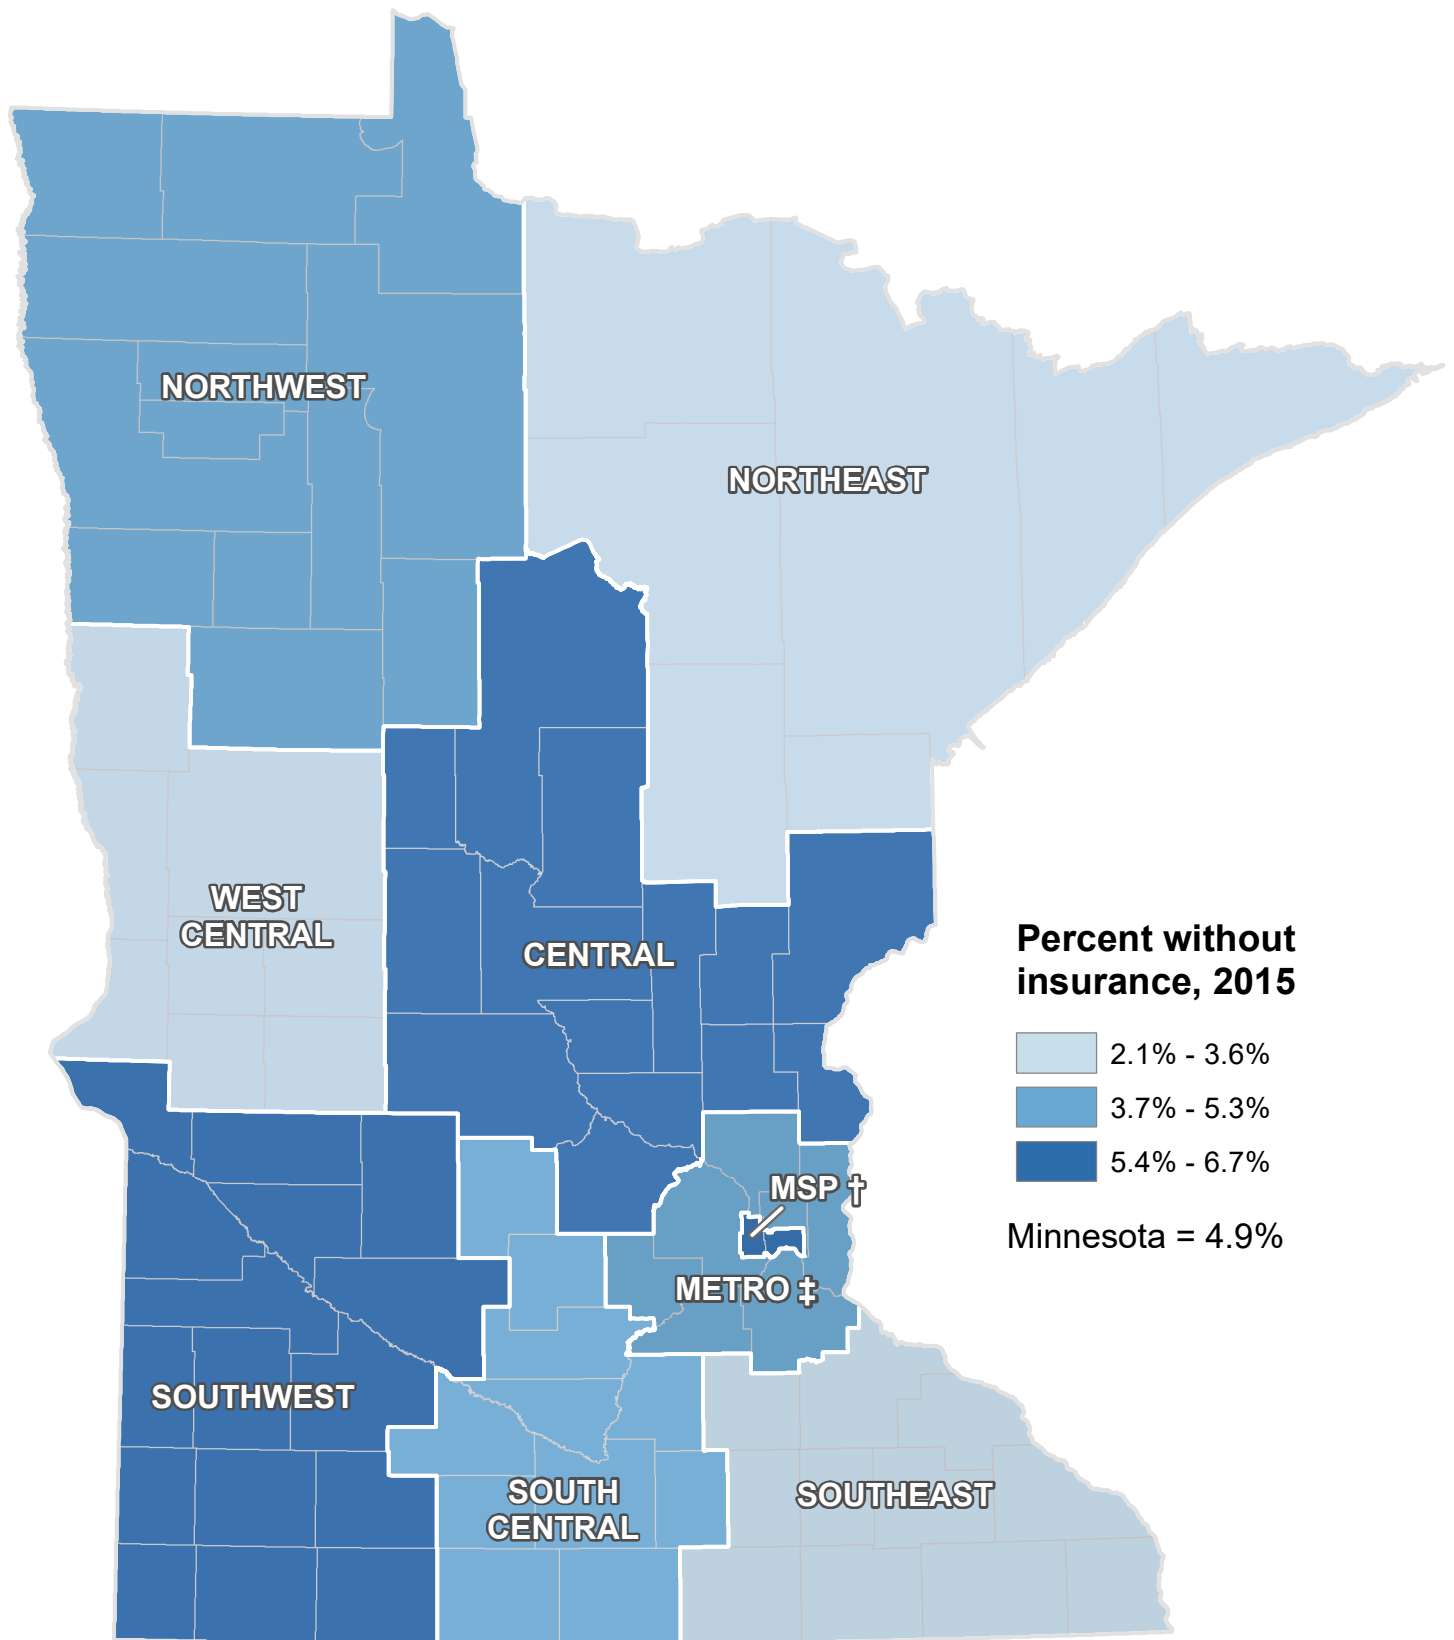 NORTHWEST
NORTHEAST
WEST
CENTRAL
CENTRAL
Percent without
insurance, 2015
2.1% - 3.6%
3.7% - 5.3%
5.4% - 6.7%
Minnesota = 4.9%
MSP †
METRO ‡
SOUTHWEST
SOUTH
CENTRAL
SOUTHEAST